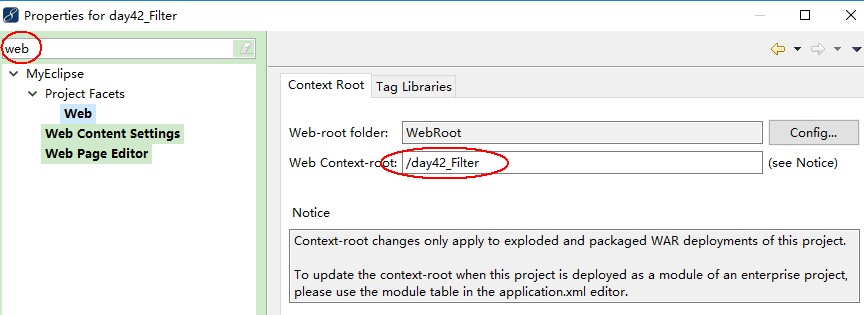 Properties for day42_Filter
web
MyEclipse
Project Facets
Web
Web Content Settings
Web Page Editor
Context Root
Tag Libraries
Web-root folder:
WebRoot
Config...
Web Context-root:
/day42_Filter
(see Notice)
Notice
Context-root changes only apply to exploded and packaged WAR deployments of this project.
To update the context-root when this project is deployed as a module of an enterprise project,
please use the module table in the application.xml editor.